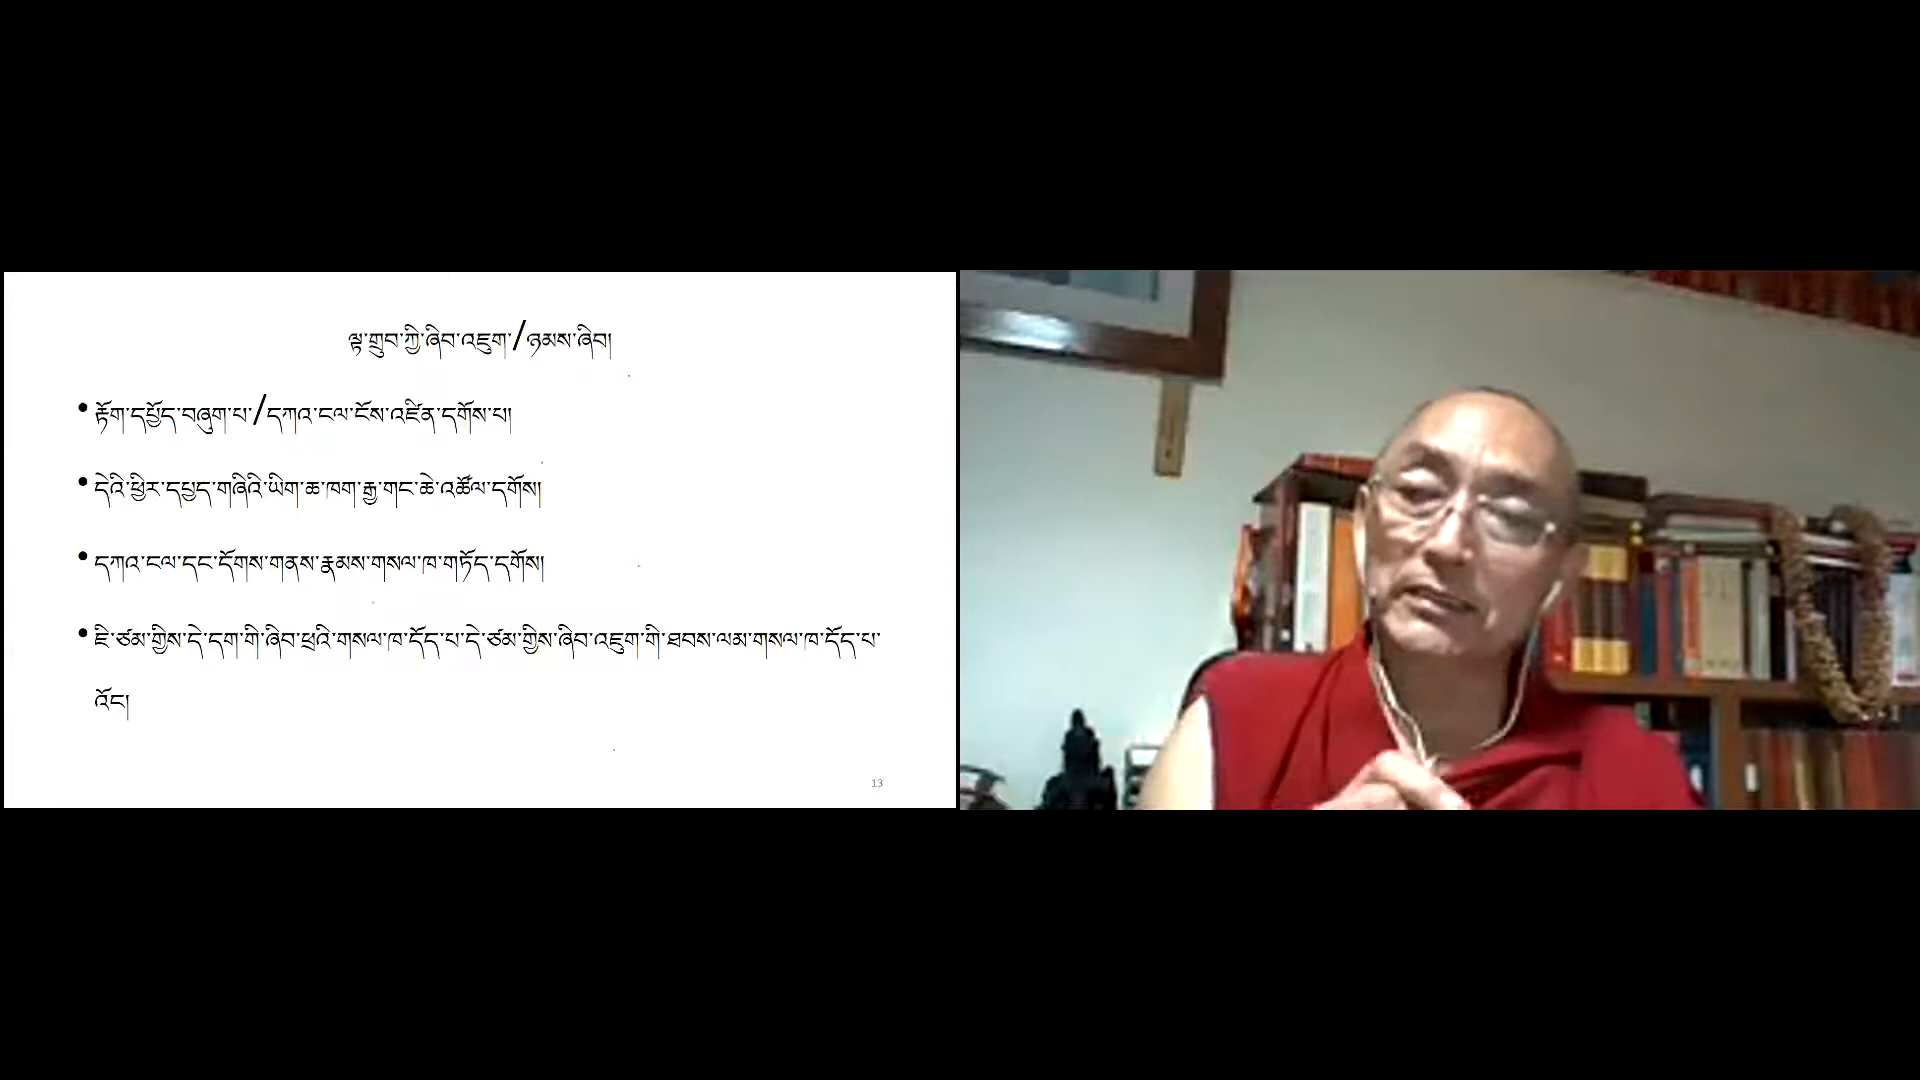 ལྟ་གྲུབ་ཀྱི་ཞིབ་འཇུག་/ཉམས་ཞིབ།
• རྟོག་དཔྱོད་བཞུག་པ་/དཀའ་ངལ་ངོས་འཛིན་དགོས་པ།
• དེའི་ཕྱིར་དཔྱད་གཞིའི་ཡིག་ཆ་ཁག་རྒྱ་གང་ཆེ་འཚོལ་དགོས།
• དཀའ་ངལ་དང་དོགས་གནས་རྣམས་གསལ་ཁ་གཏོད་དགོས།
• ཇི་ཙམ་གྱིས་དེ་དག་གི་ཞིབ་ཕྲའི་གསལ་ཁ་དོད་པ་དེ་ཙམ་གྱིས་ཞིབ་འཇུག་གི་ཐབས་ལམ་གསལ་ཁ་དོད་པ་
འོང།
13